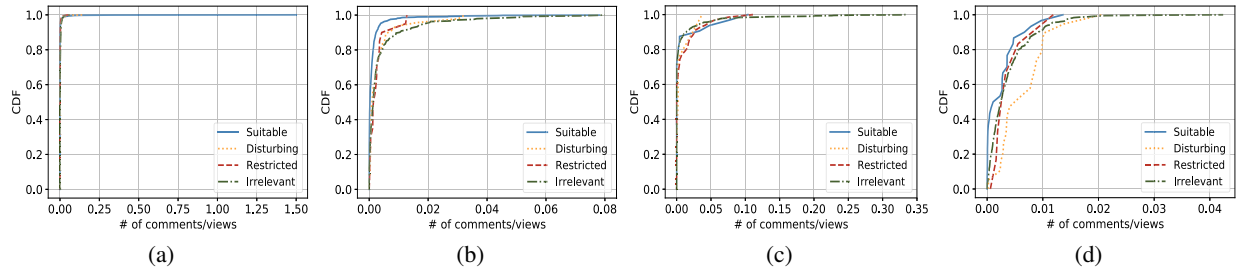 CDF
1.0
0.8
0.6
0.4
0.2
0.0
Suitable
Disturbing
Restricted
Irrelevant
0.00 0.25 0.50 0.75 1.00 1.25 1.50
# of comments/views
(a)
CDF
1.0
0.8
0.6
0.4
0.2
0.0
Suitable
Disturbing
Restricted
Irrelevant
0.00 0.02 0.04 0.06 0.08
# of comments/views
(b)
CDF
1.0
0.8
0.6
0.4
0.2
0.0
Suitable
Disturbing
Restricted
Irrelevant
0.00 0.05 0.10 0.15 0.20 0.25 0.30 0.35
# of comments/views
(c)
CDF
1.0
0.8
0.6
0.4
0.2
0.0
Suitable
Disturbing
Restricted
Irrelevant
0.00 0.01 0.02 0.03 0.04
# of comments/views
(d)